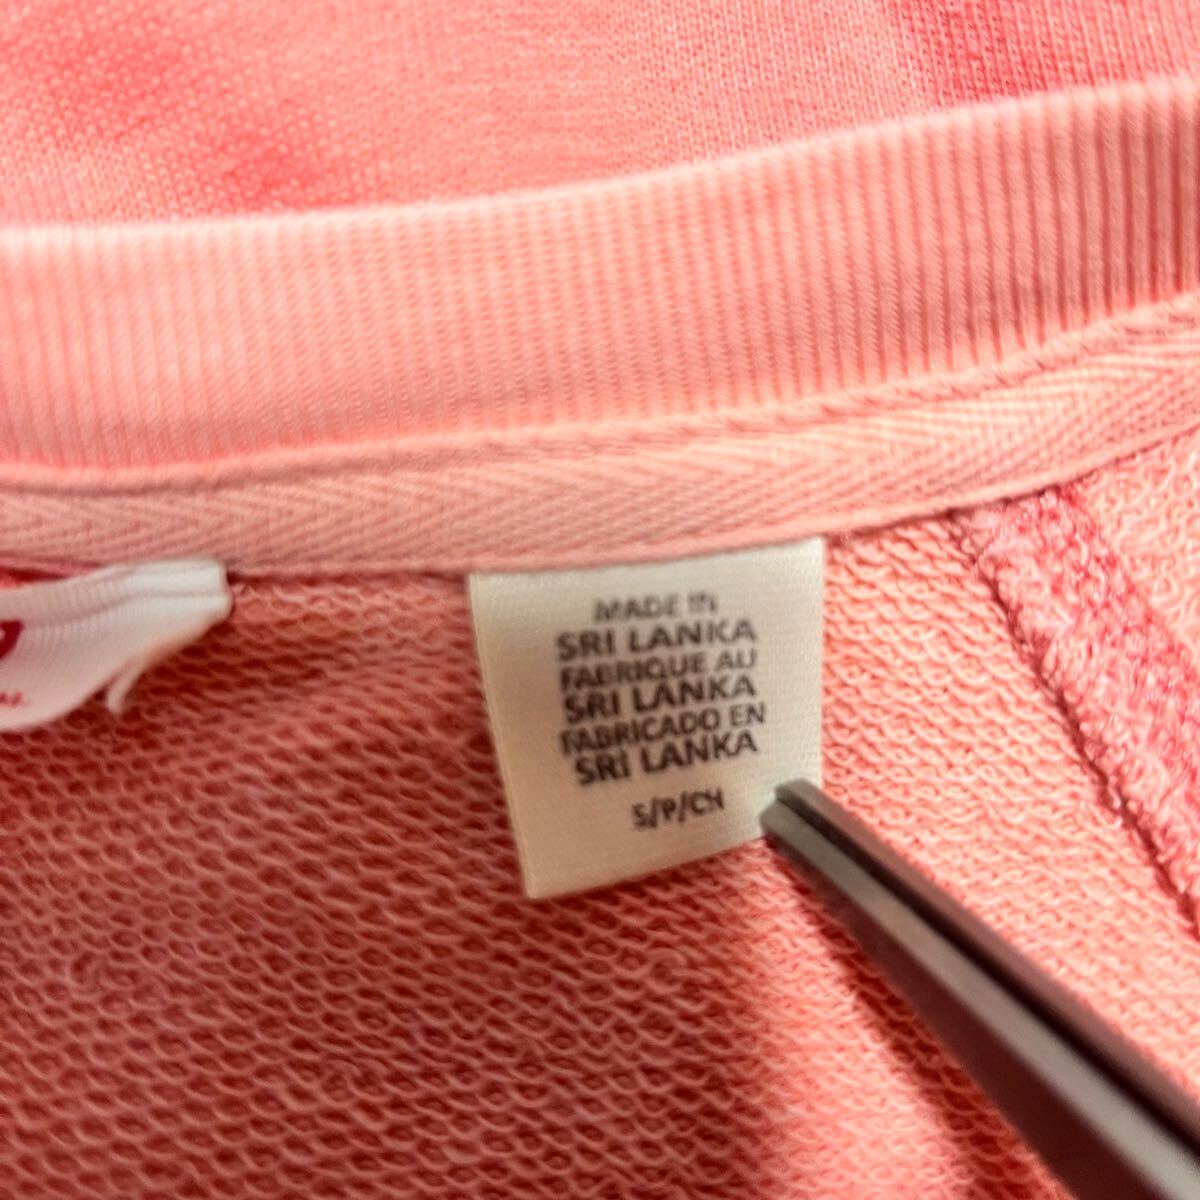 MADE IN
SRI LANKA
FABRIQUE AU
SRI LANKA
FABRICADO EN
SRI LANKA
S/P/CH